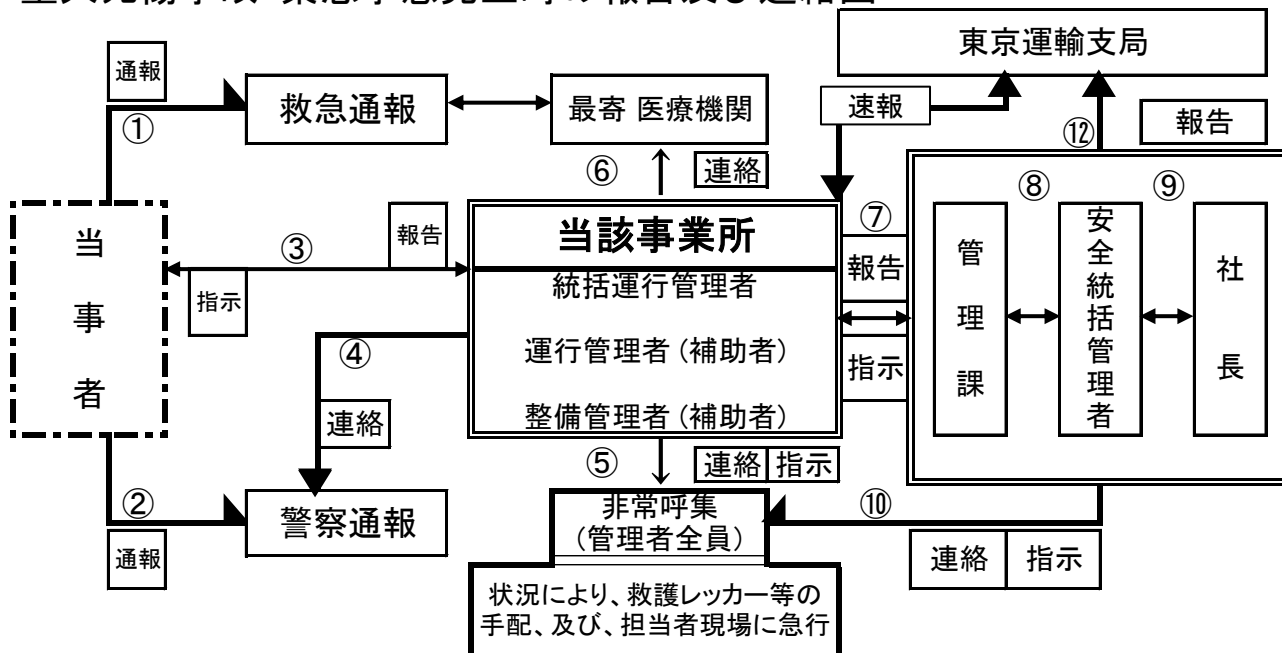 東京運輸支局
通報
救急通報
最寄 医療機関
速報
報告
①
⑫
⑥
連絡
⑧
⑨
当事者
③
報告
指示
当該事業所
統括運行管理者
運行管理者（補助者）
整備管理者（補助者）
⑦
報告
指示
管理課
安全統括管理者
社長
④
連絡
⑤
連絡
指示
②
通報
警察通報
非常呼集
（管理者全員）
⑩
連絡
指示
状況により、救護レッカー等の
手配、及び、担当者現場に急行